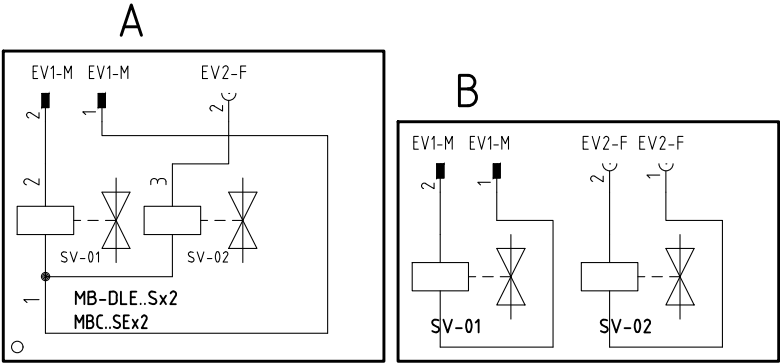 A
EV1-M EV1-M EV2-F
2 1 2
2 3
SV-01 SV-02
1
MB-DLE..Sx2
MBC..SEx2
B
EV1-M EV1-M EV2-F EV2-F
2 1 2 1
SV-01 SV-02